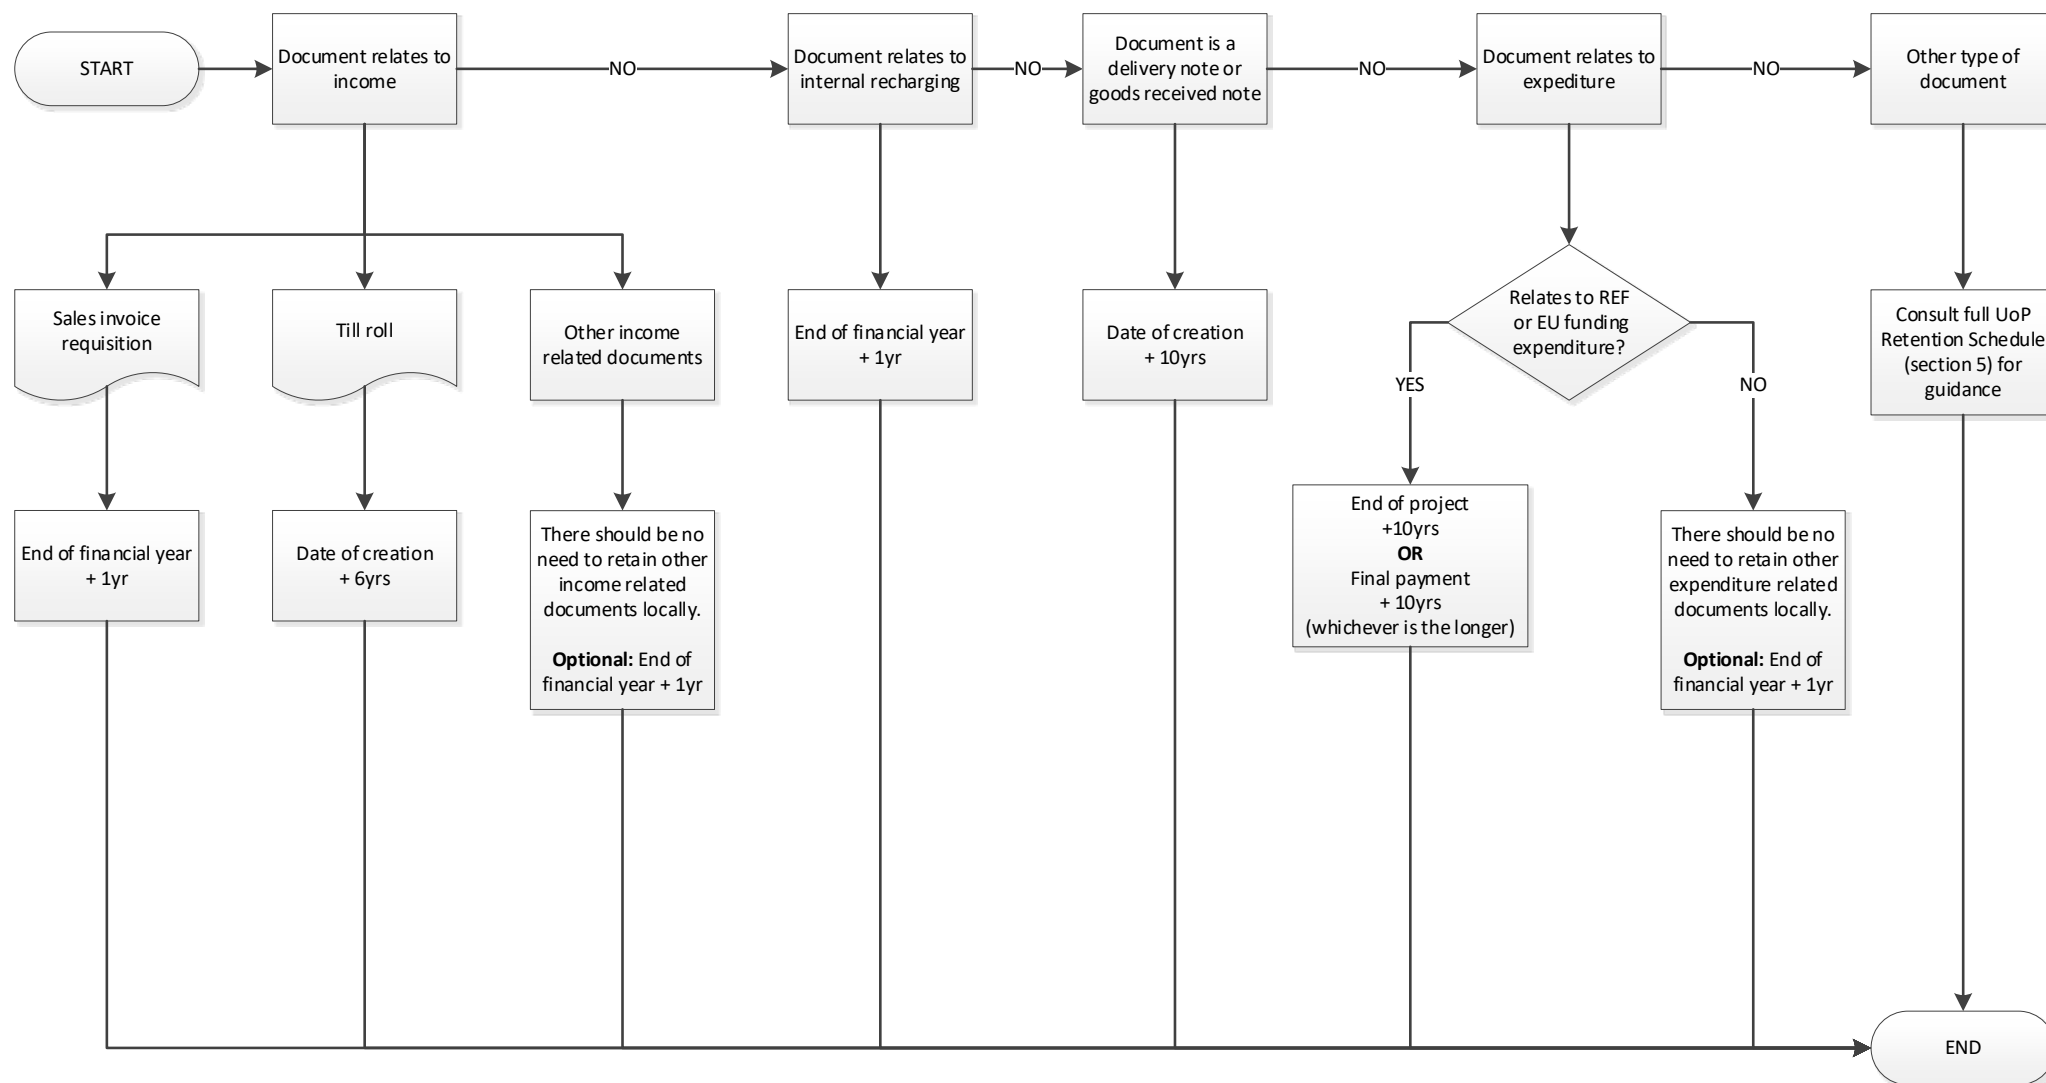 START
Document relates to
income
NO
Document relates to
internal recharging
NO
Document is a
delivery note or
goods received note
NO
Document relates to
expediture
NO
Other type of
document
Sales invoice
requisition
Till roll
Other income
related documents
End of financial year
+ 1yr
Date of creation
+ 10yrs
Relates to REF
or EU funding
expenditure?
YES
NO
Consult full UoP
Retention Schedule
(section 5) for
guidance
End of financial year
+ 1yr
Date of creation
+ 6yrs
There should be no
need to retain other
income related
documents locally.
Optional: End of
financial year + 1yr
End of project
+10yrs
OR
Final payment
+ 10yrs
(whichever is the longer)
There should be no
need to retain other
expenditure related
documents locally.
Optional: End of
financial year + 1yr
END